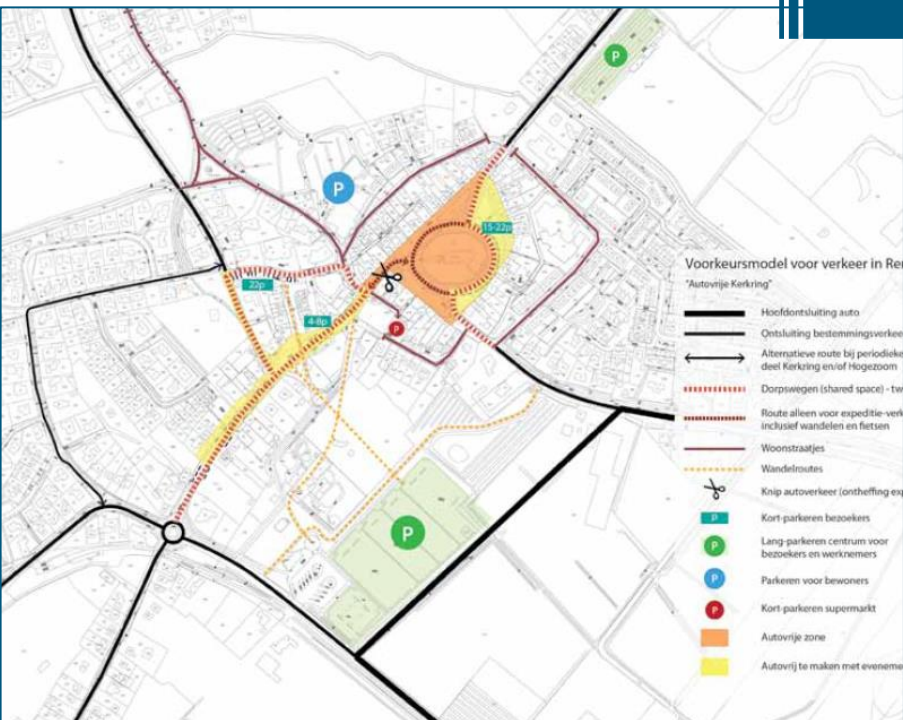 P
P
15-22p
22p
4-8p
P
P
Voorkeursmodel voor verkeer in Ren
"Autovrije Kerkring"
Hoofdontsluiting auto
Ontsluiting bestemmingsverkee
Alternatieve route bij periodieke
deel Kerkring en/of Hogezoom
Dorpswegen (shared space) - tw
Route alleen voor expeditie-verk
inclusief wandelen en fietsen
Woonstraatjes
Wandelroutes
Knip autoverkeer (ontheffing exp
P
Kort-parkeren bezoekers
P
Lang-parkeren centrum voor
bezoekers en werknemers
P
Parkeren voor bewoners
P
Kort-parkeren supermarkt
Autovrije zone
Autovrij te maken met eveneme